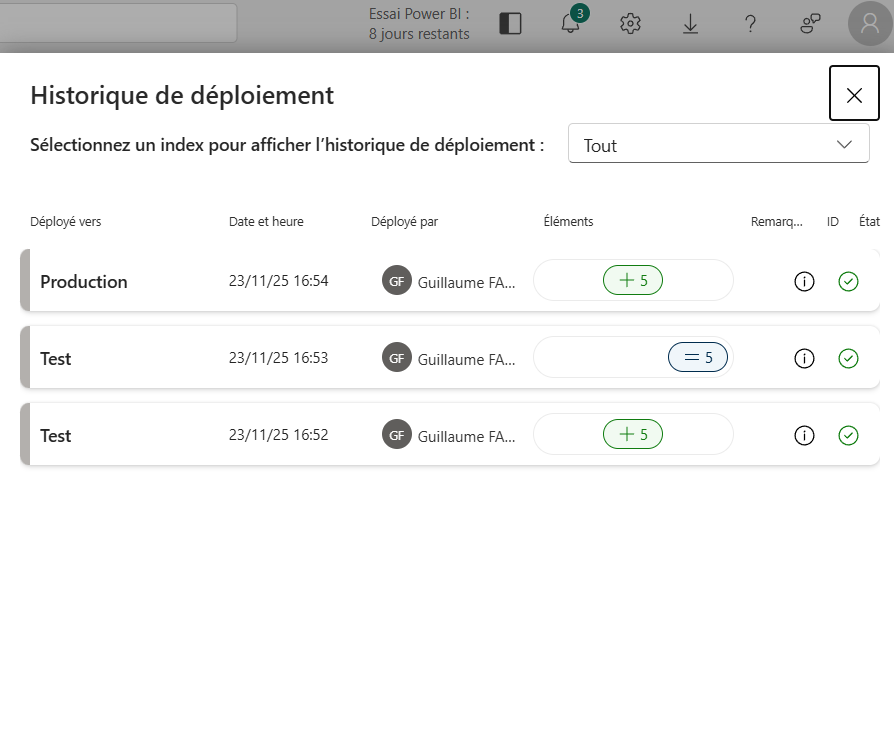 Essai Power BI :
8 jours restants
3
Historique de déploiement
Sélectionnez un index pour afficher l’historique de déploiement :
Tout
Déployé vers Date et heure Déployé par Éléments Remarq... ID État
Production 23/11/25 16:54 GF Guillaume FA... + 5
Test 23/11/25 16:53 GF Guillaume FA... = 5
Test 23/11/25 16:52 GF Guillaume FA... + 5